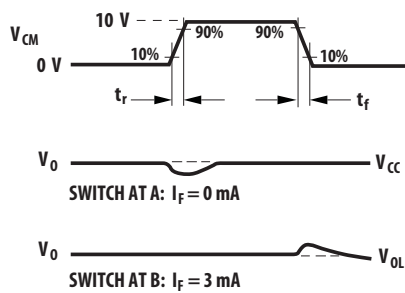 10 V
V_CM
90%
90%
10%
10%
0 V
t_r
t_f
V_O
V_CC
SWITCH AT A: I_F = 0 mA
V_O
V_OL
SWITCH AT B: I_F = 3 mA